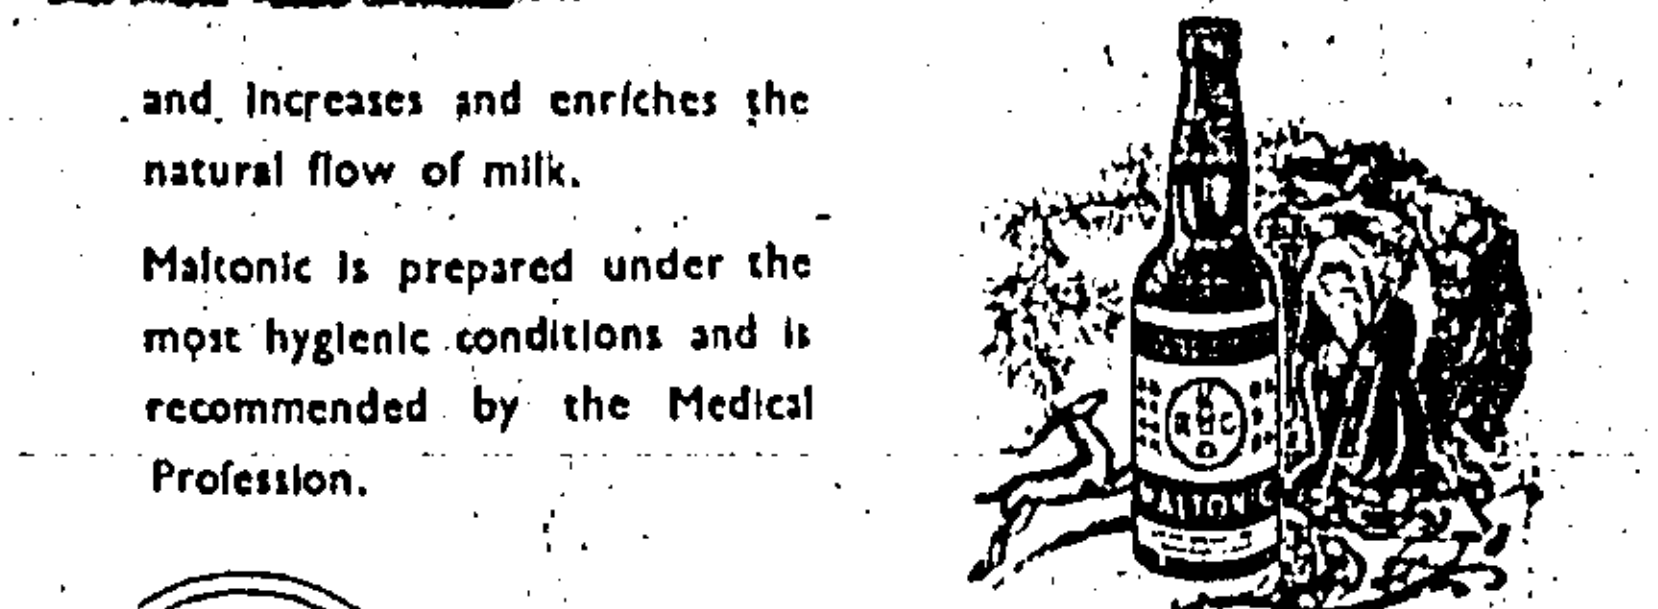 and increases and enriches the
natural flow of milk.
Maltonic is prepared under the
most hygienic conditions and is
recommended by the Medical
Profession.
MALTONIC